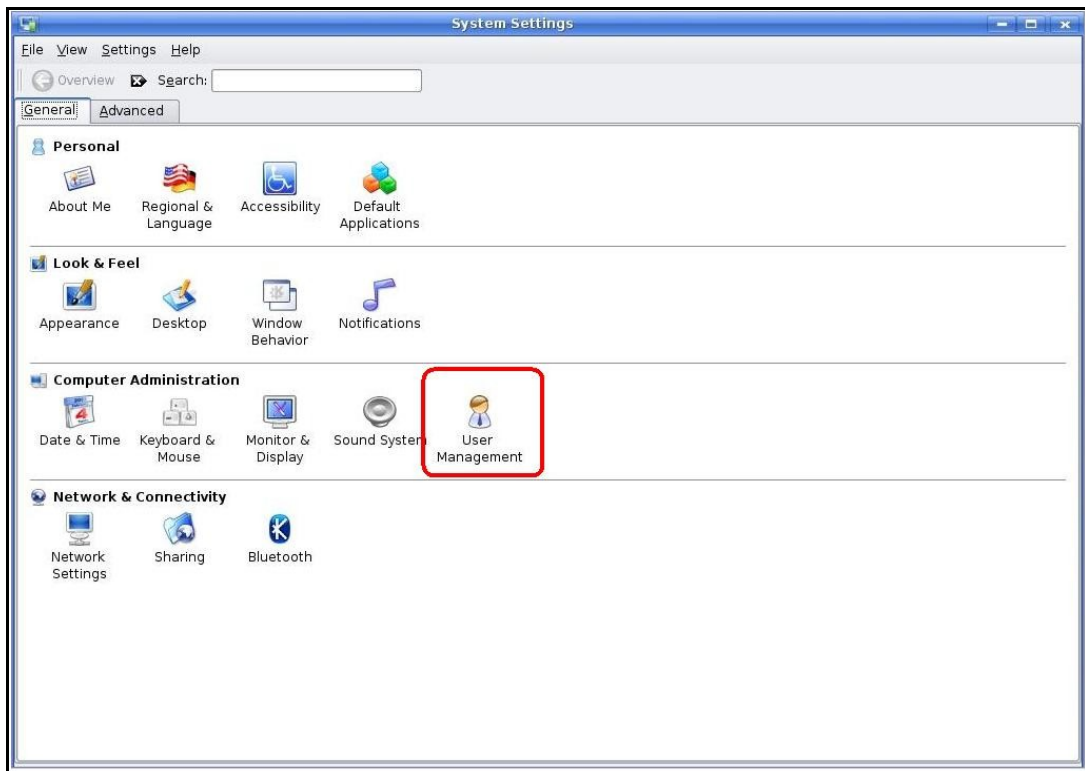 System Settings
File View Settings Help
Overview Search:
General Advanced
Personal
About Me Regional & Language Accessibility Default Applications
Look & Feel
Appearance Desktop Window Behavior Notifications
Computer Administration
4
Date & Time Keyboard & Mouse Monitor & Display Sound System User Management
Network & Connectivity
Network Settings Sharing Bluetooth